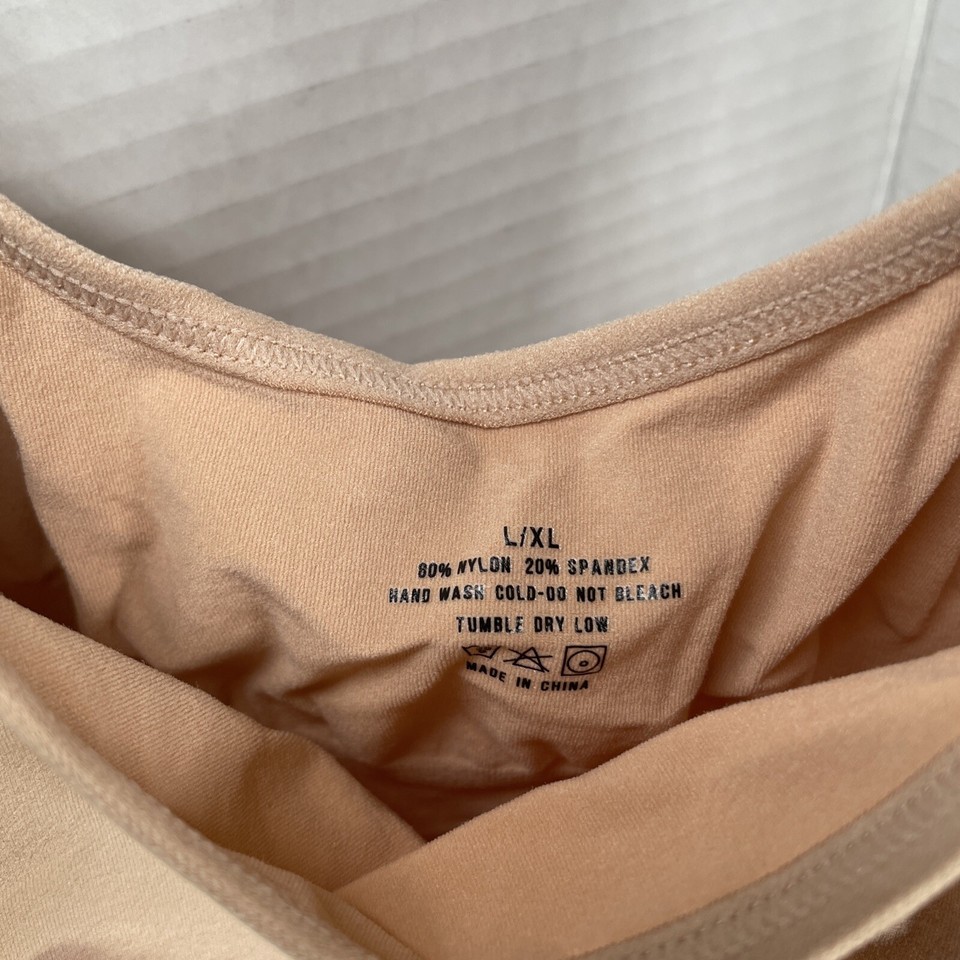 L/XL
80% NYLON 20% SPANDEX
HAND WASH COLD-DO NOT BLEACH
TUMBLE DRY LOW
MADE IN CHINA